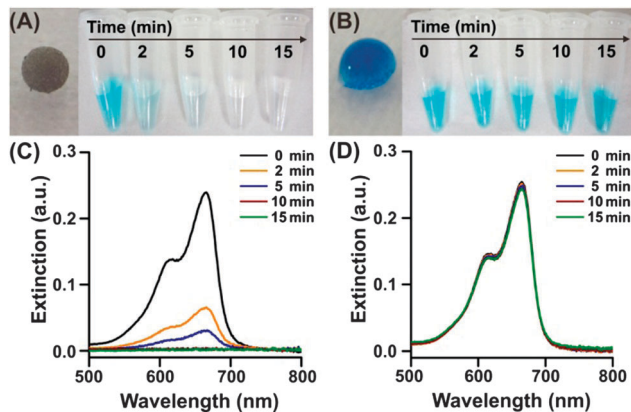 (A)
Time (min)
0 2 5 10 15
(B)
Time (min)
0 2 5 10 15
(C)
0.3
0.2
0.1
0.0
Extinction (a.u.)
0 min
2 min
5 min
10 min
15 min
500 600 700 800
Wavelength (nm)
(D)
0.3
0.2
0.1
0.0
Extinction (a.u.)
0 min
2 min
5 min
10 min
15 min
500 600 700 800
Wavelength (nm)